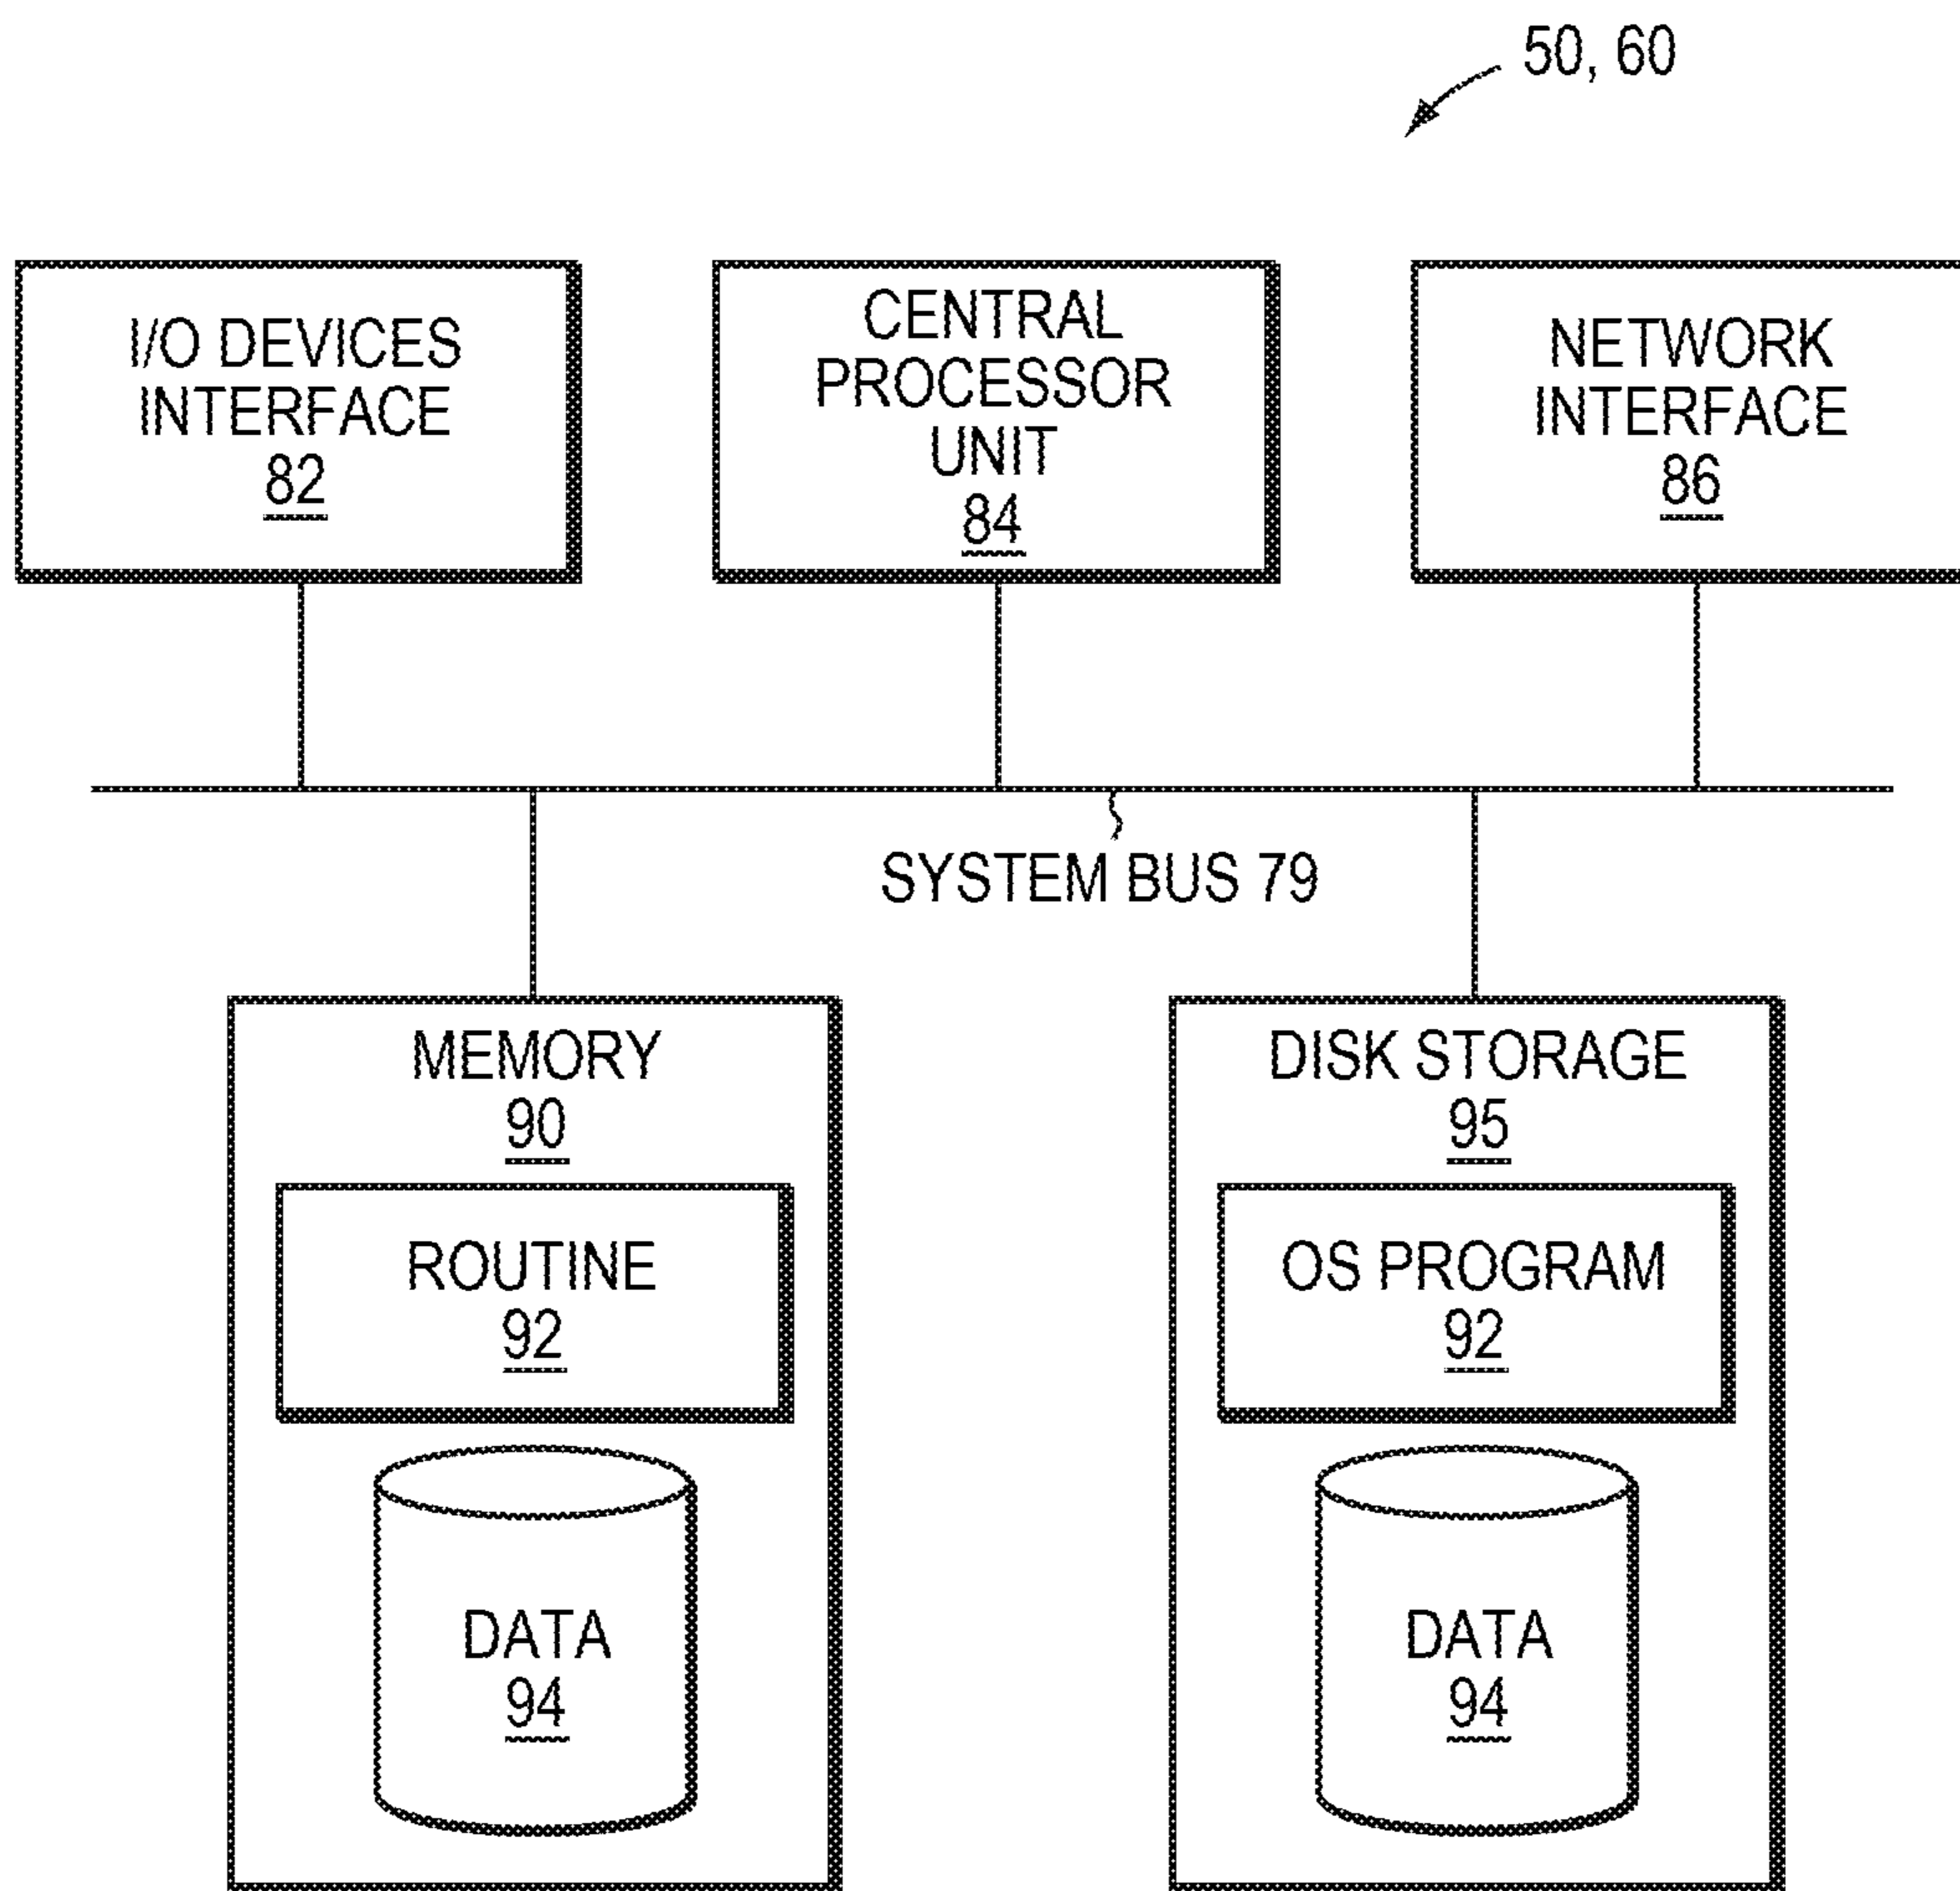 50, 60
I/O DEVICES
INTERFACE
82
CENTRAL
PROCESSOR
UNIT
84
NETWORK
INTERFACE
86
SYSTEM BUS 79
MEMORY
90
ROUTINE
92
DATA
94
DISK STORAGE
95
OS PROGRAM
92
DATA
94